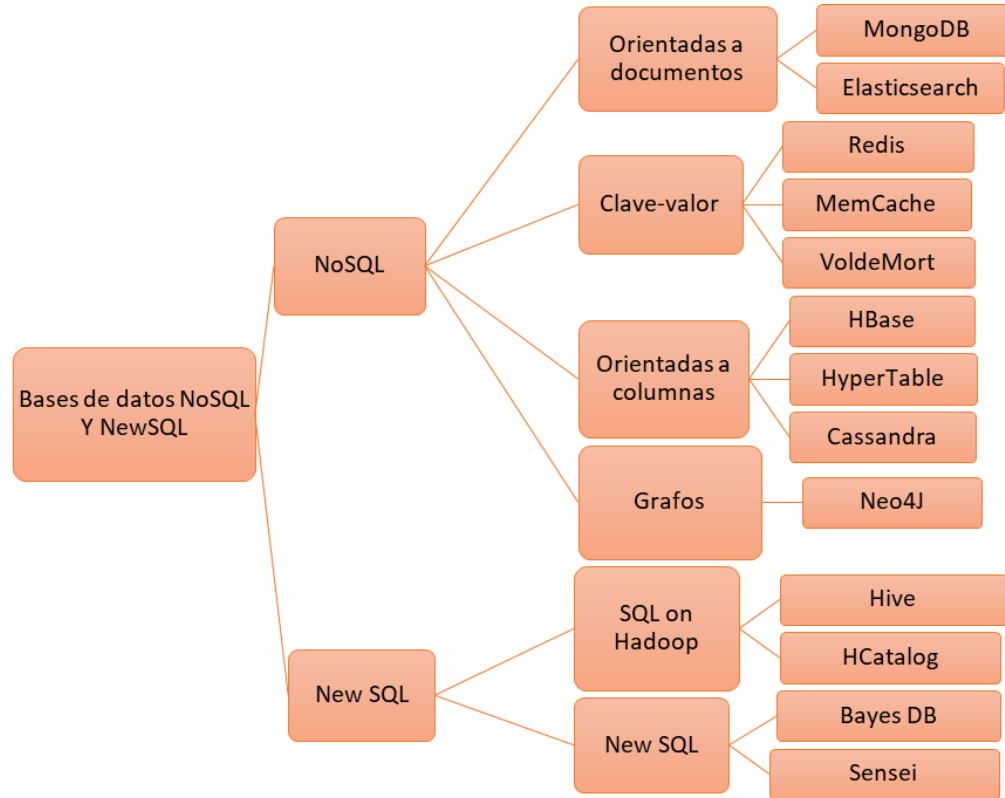 Bases de datos NoSQL
Y NewSQL
NoSQL
Orientadas a
documentos
MongoDB
Elasticsearch
Clave-valor
Redis
MemCache
VoldeMort
Orientadas a
columnas
HBase
HyperTable
Cassandra
Grafos
Neo4J
New SQL
SQL on
Hadoop
Hive
HCatalog
New SQL
Bayes DB
Sensei